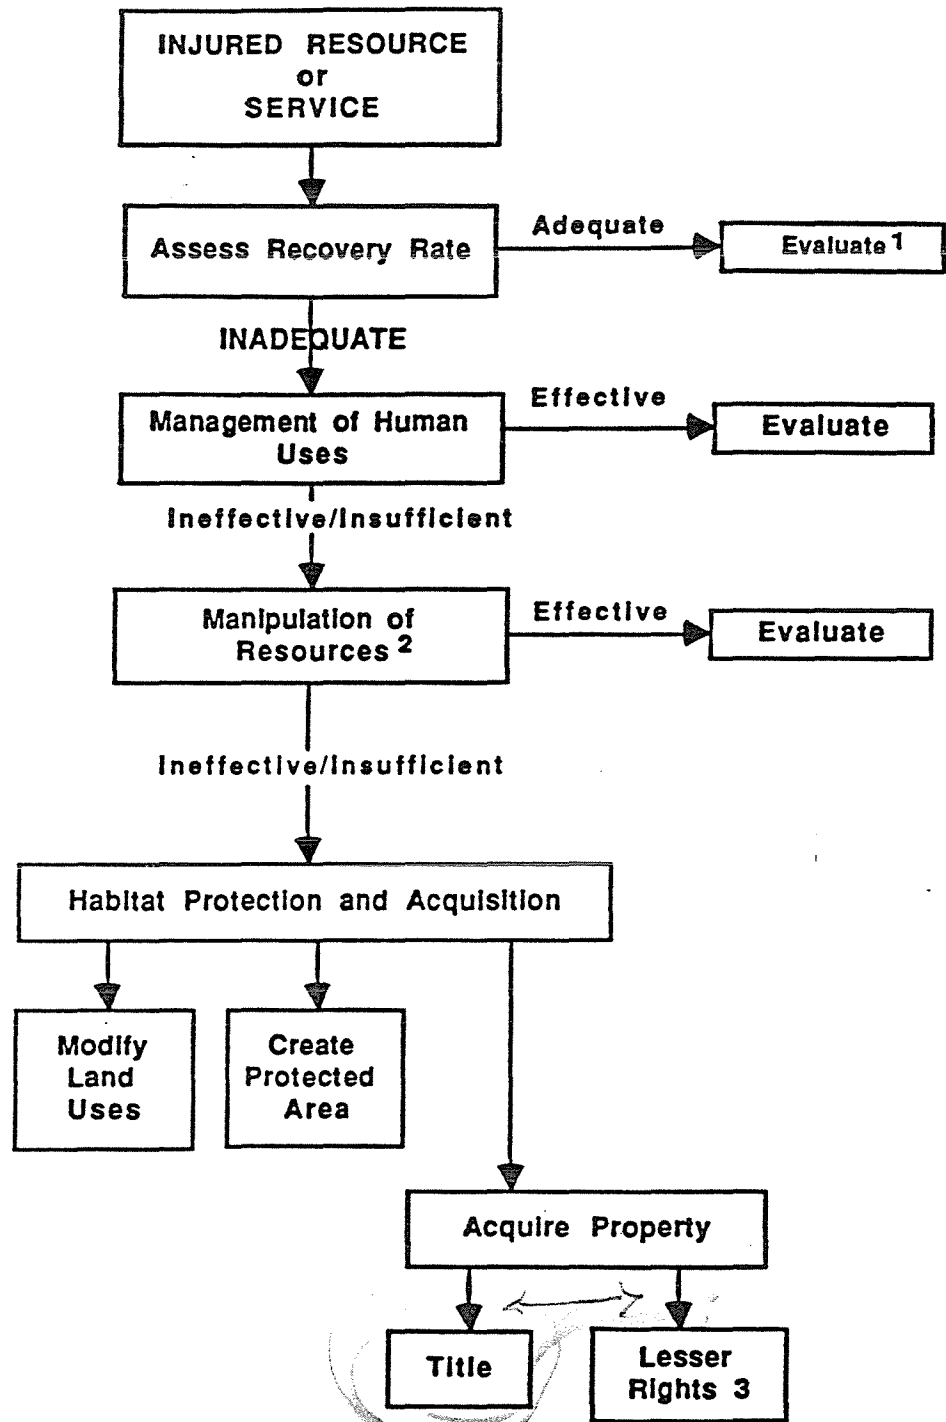 INJURED RESOURCE
or
SERVICE
Assess Recovery Rate
Adequate
Evaluate 1
INADEQUATE
Management of Human
Uses
Effective
Evaluate
Ineffective/Insufficient
Manipulation of
Resources 2
Effective
Evaluate
Ineffective/Insufficient
Habitat Protection and Acquisition
Modify
Land
Uses
Create
Protected
Area
Acquire Property
Title
Lesser
Rights 3